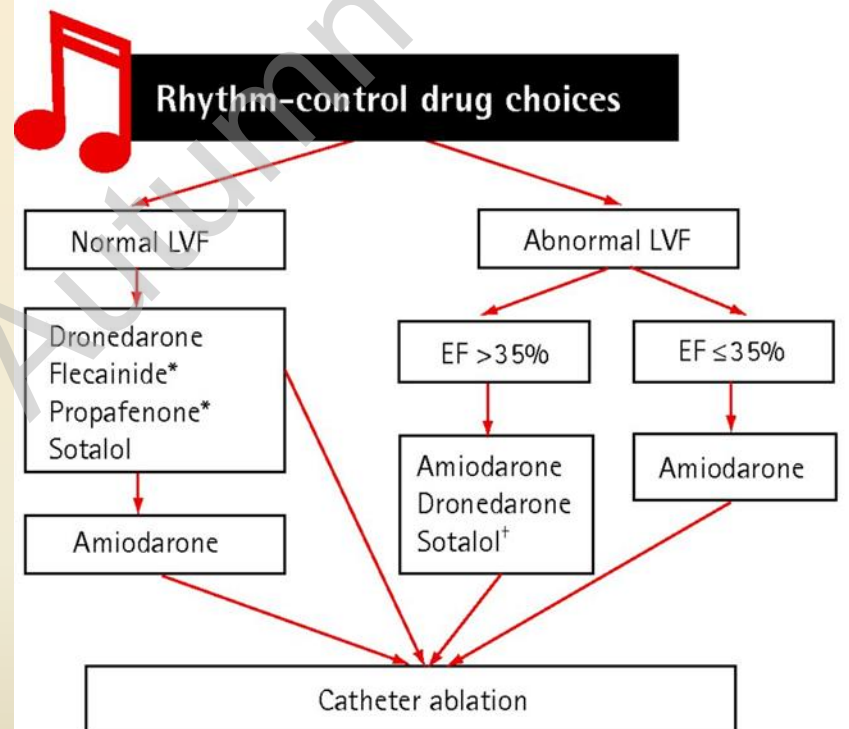 Autumn
Rhythm-control drug choices
Normal LVF
Abnormal LVF
Dronedarone
Flecainide*
Propafenone*
Sotalol
EF >35%
EF ≤35%
Amiodarone
Amiodarone
Dronedarone
Sotalol†
Amiodarone
Catheter ablation